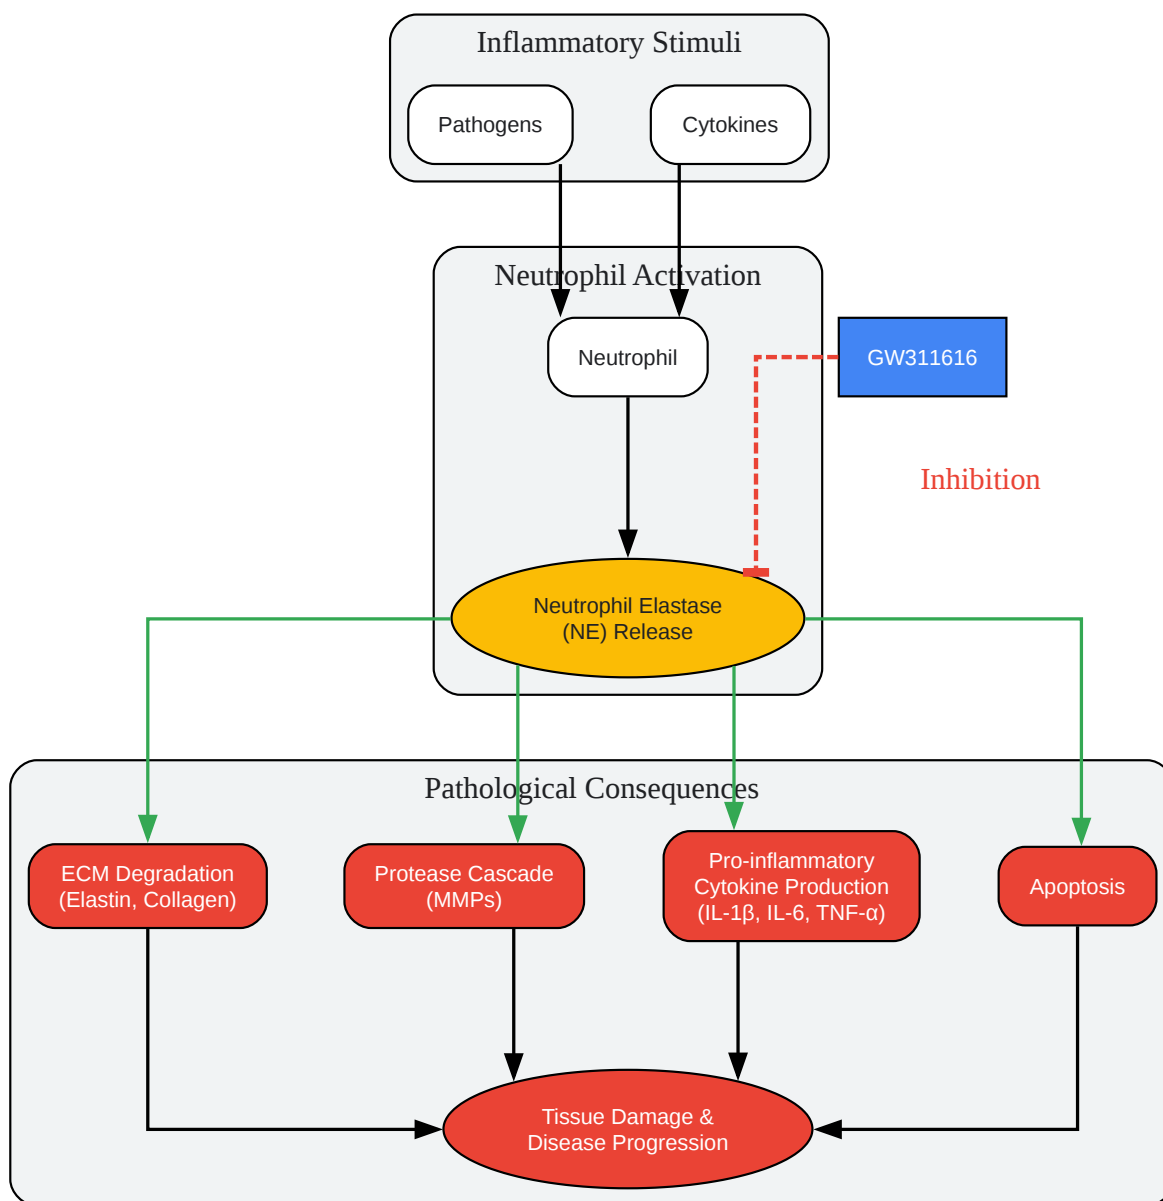 Inflammatory Stimuli
Pathogens
Cytokines
Neutrophil Activation
Neutrophil
GW311616
Inhibition
Neutrophil Elastase
(NE) Release
Pathological Consequences
ECM Degradation
(Elastin, Collagen)
Protease Cascade
(MMPs)
Pro-inflammatory
Cytokine Production
(IL-1β, IL-6, TNF-α)
Apoptosis
Tissue Damage &
Disease Progression